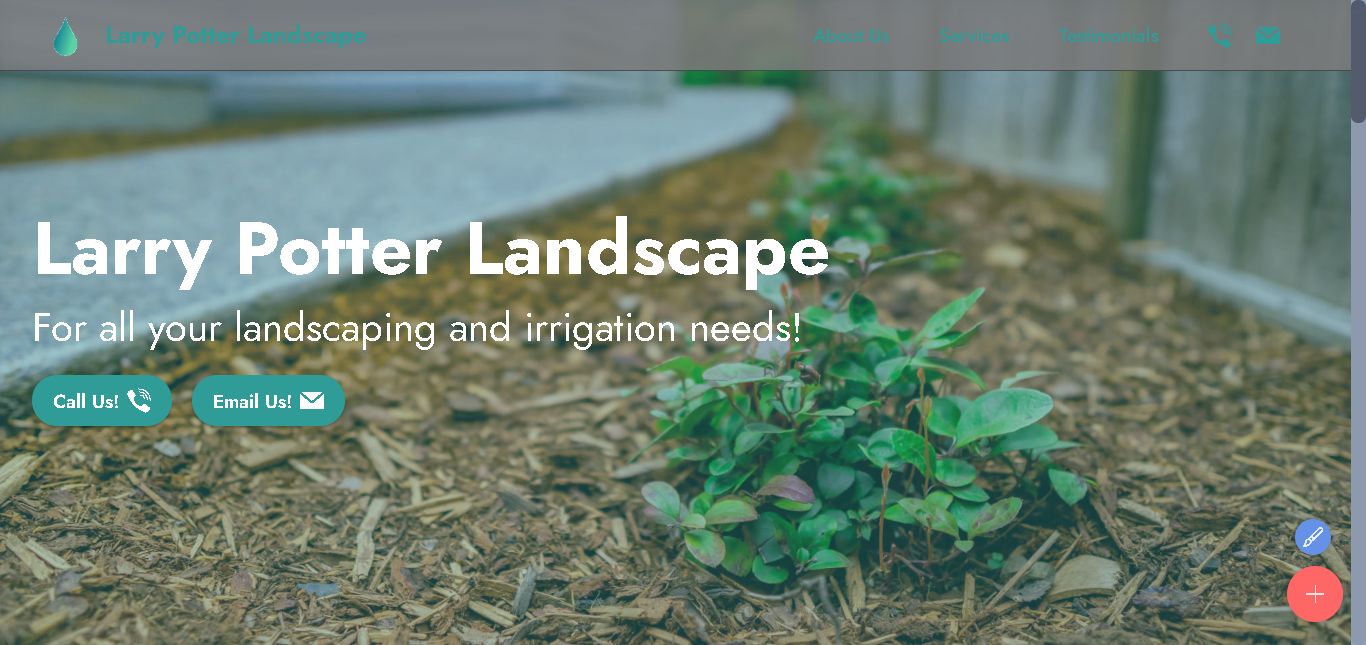 Larry Potter Landscape
About Us Services Testimonials
Larry Potter Landscape
For all your landscaping and irrigation needs!
Call Us! Email Us!